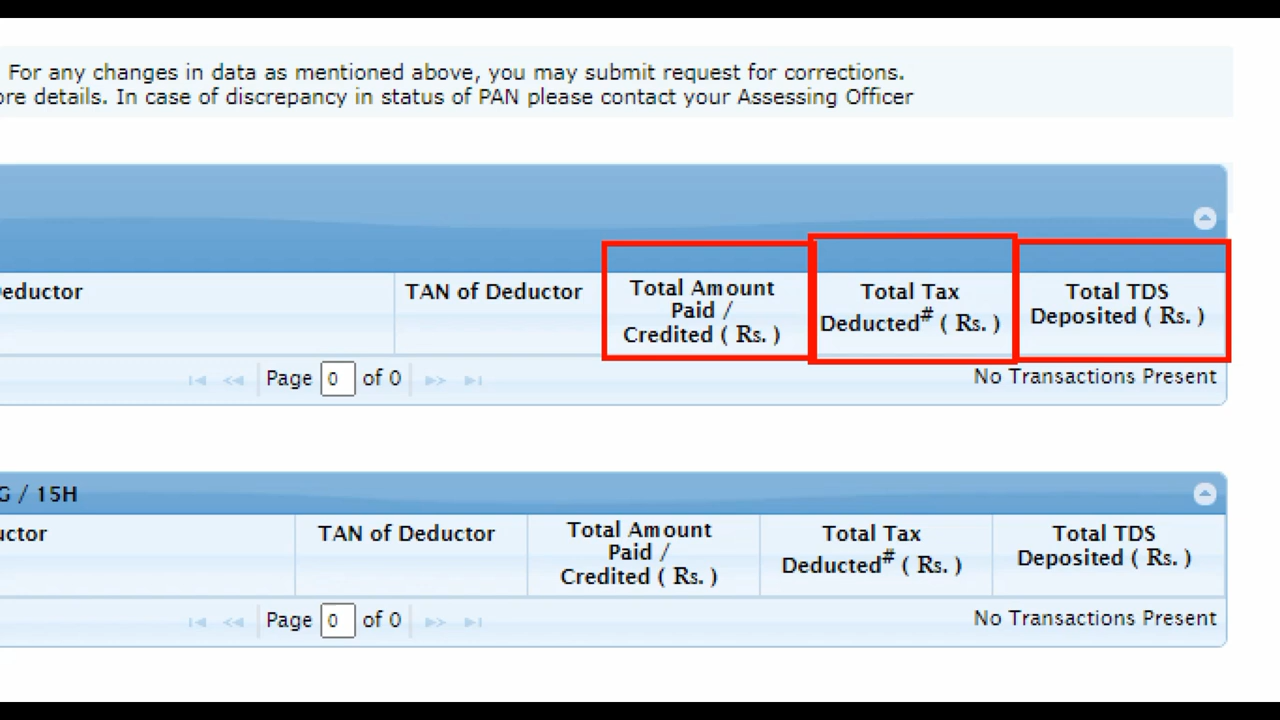 For any changes in data as mentioned above, you may submit request for corrections.
details. In case of discrepancy in status of PAN please contact your Assessing Officer
TAN of Deductor
Total Amount
Paid /
Credited ( Rs. )
Total Tax
Deducted# ( Rs. )
Total TDS
Deposited ( Rs. )
Page 0 of 0
No Transactions Present
/ 15H
TAN of Deductor
Total Amount
Paid /
Credited ( Rs. )
Total Tax
Deducted# ( Rs. )
Total TDS
Deposited ( Rs. )
Page 0 of 0
No Transactions Present